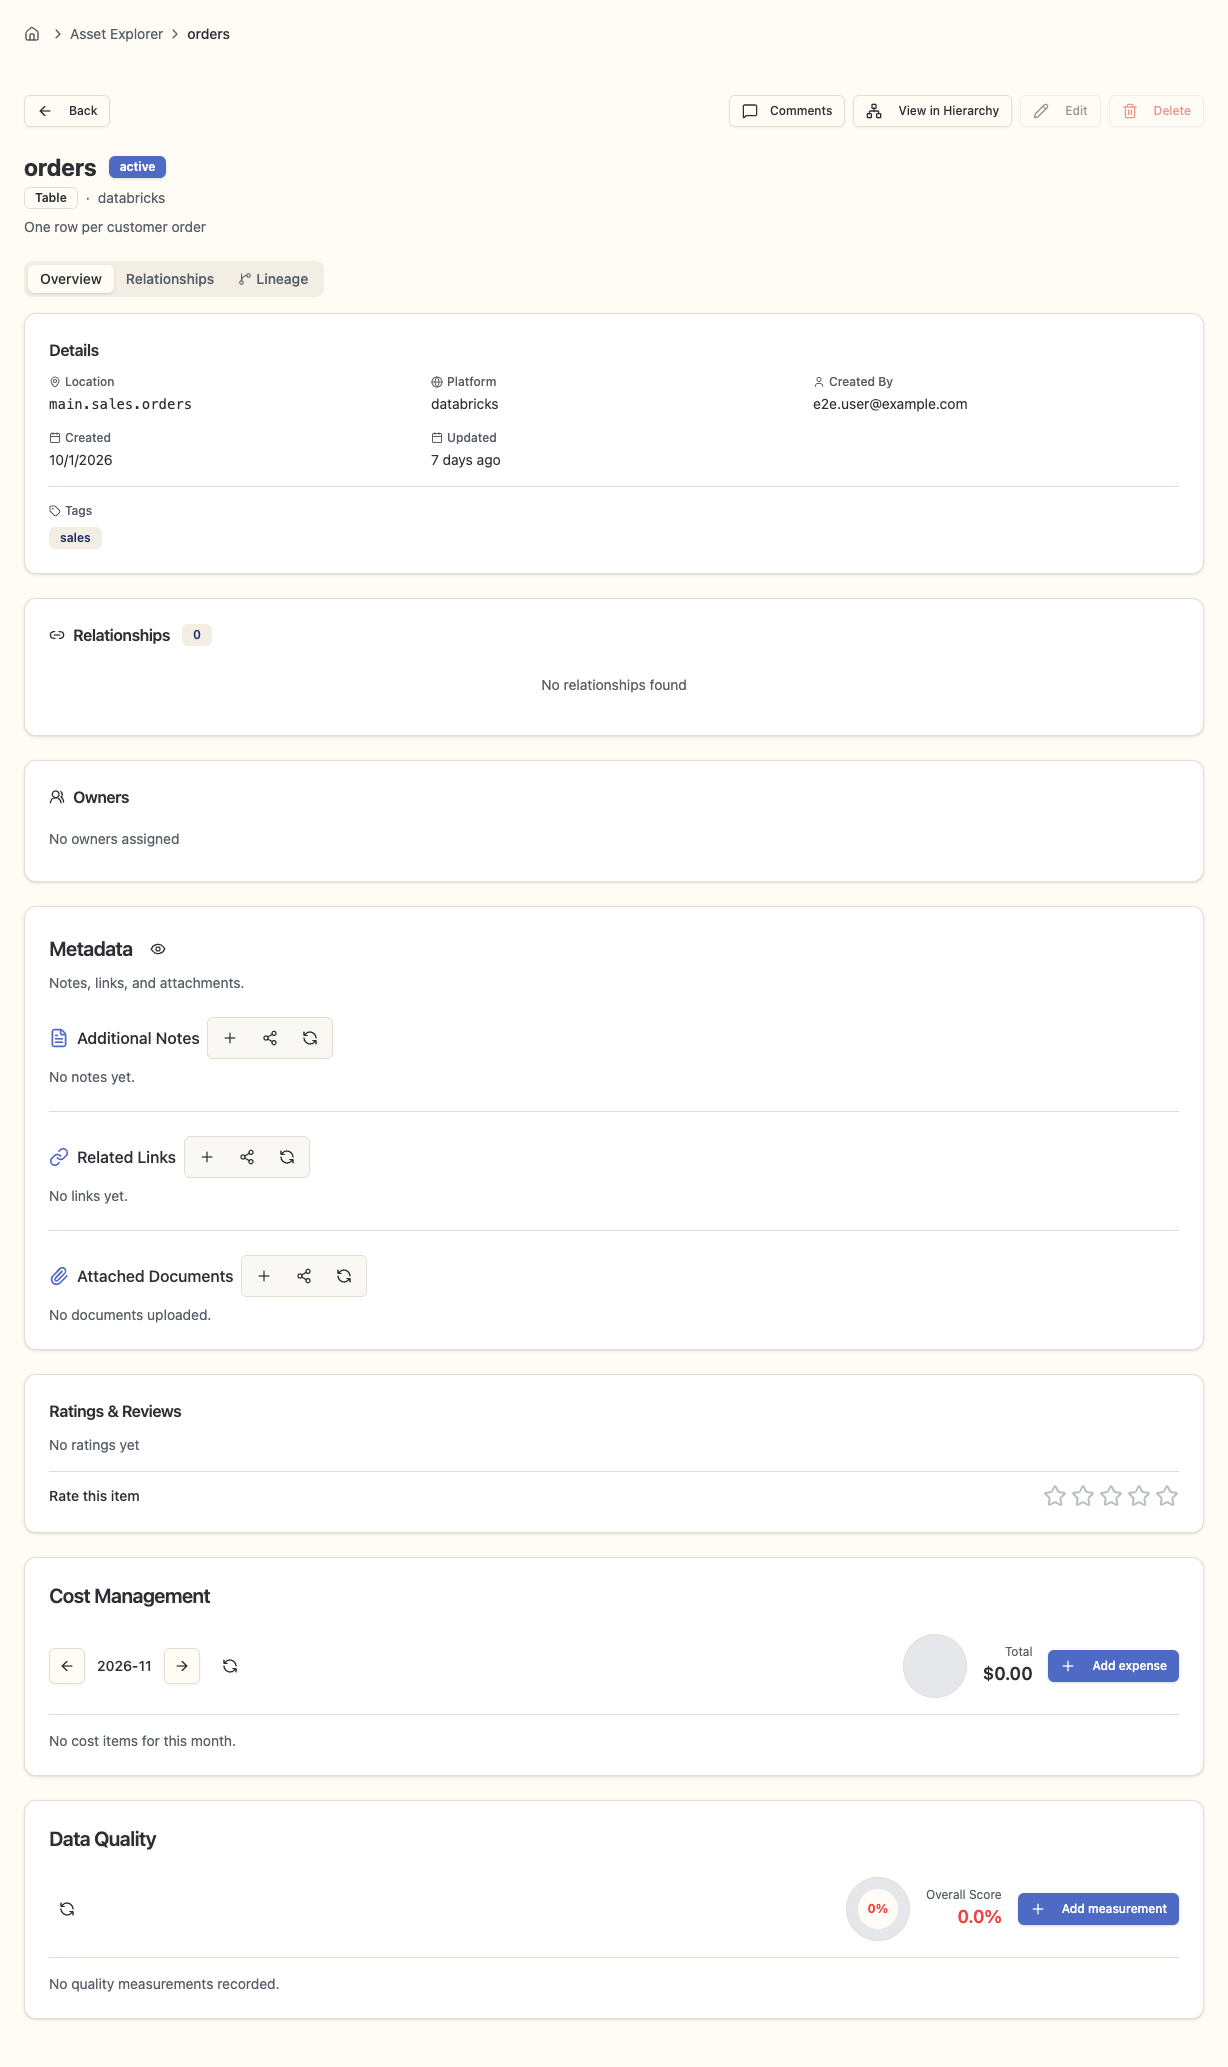 Asset Explorer
orders
Back
Comments
View in Hierarchy
Edit
Delete
orders
active
Table · databricks
One row per customer order
Overview
Relationships
Lineage
Details
Location
Platform
Created By
main.sales.orders
databricks
e2e.user@example.com
Created
Updated
10/1/2026
7 days ago
Tags
sales
Relationships
0
No relationships found
Owners
No owners assigned
Metadata
Notes, links, and attachments.
Additional Notes
No notes yet.
Related Links
No links yet.
Attached Documents
No documents uploaded.
Ratings & Reviews
No ratings yet
Rate this item
Cost Management
2026-11
Total
$0.00
Add expense
No cost items for this month.
Data Quality
0%
Overall Score
0.0%
Add measurement
No quality measurements recorded.